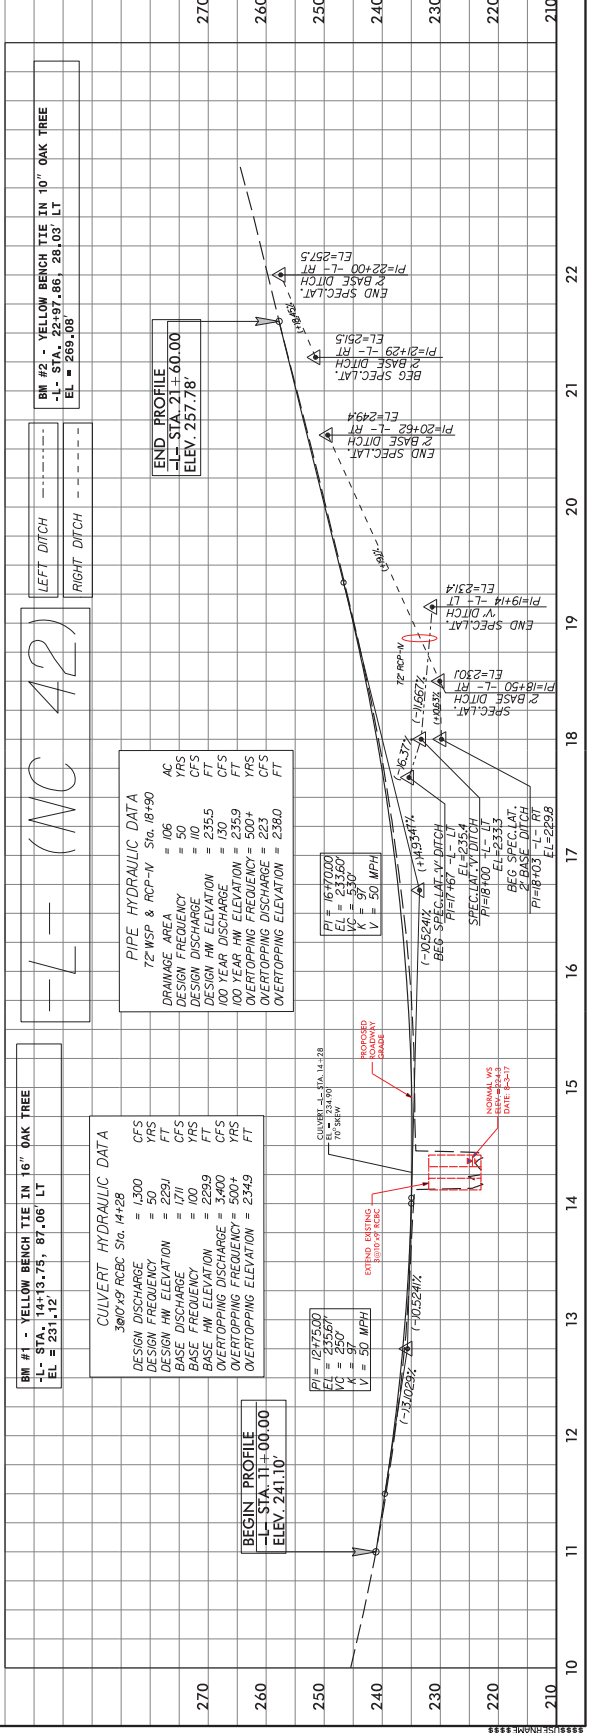 BM #1 - YELLOW BENCH TIE IN 16" OAK TREE
-L- STA. 14+13.75, 87.06' LT
EL = 231.12'
-L- (NC 42)
LEFT DITCH
RIGHT DITCH
BM #2 - YELLOW BENCH TIE IN 10" OAK TREE
-L- STA. 22+97.86, 28.03' LT
EL = 269.08'
CULVERT HYDRAULIC DATA
3@10'x9' RCBC Sta. 14+28
DESIGN DISCHARGE = 1,300 CFS
DESIGN FREQUENCY = 50 YRS
DESIGN HW ELEVATION = 229.1 FT
BASE DISCHARGE = 1,711 CFS
BASE FREQUENCY = 100 YRS
BASE HW ELEVATION = 229.9 FT
OVERTOPPING DISCHARGE = 3,400 CFS
OVERTOPPING FREQUENCY = 500+ YRS
OVERTOPPING ELEVATION = 234.9 FT
PIPE HYDRAULIC DATA
72" WSP & RCP-IV Sta. 18+90
DRAINAGE AREA = 106 AC
DESIGN FREQUENCY = 50 YRS
DESIGN DISCHARGE = 110 CFS
DESIGN HW ELEVATION = 235.5 FT
100 YEAR DISCHARGE = 130 CFS
100 YEAR HW ELEVATION = 235.9 FT
OVERTOPPING FREQUENCY = 500+ YRS
OVERTOPPING DISCHARGE = 223 CFS
OVERTOPPING ELEVATION = 238.0 FT
BEGIN PROFILE
-L- STA. 11+00.00
ELEV. 241.10'
END PROFILE
-L- STA. 21+60.00
ELEV. 257.78'
PI = 12+75.00
EL = 235.67'
VC = 250'
K = 97
V = 50 MPH
PI = 16+70.00
EL = 233.60'
VC = 530'
K = 97
V = 50 MPH
CULVERT -L- STA. 14+28
EL = 234.90'
70° SKEW
PROPOSED
ROADWAY
GRADE
EXTEND EXISTING
3@10'x9' RCBC
NORMAL WS
ELEV.=224.3
DATE: 8-3-17
(-)3.1029%
(-)0.5241%
(-)0.5241%
(+)4.9347%
(-)6.37%
(-)1.667%
(+)0.63%
72" RCP-IV
BEG SPEC.LAT.'V' DITCH
PI=17+67 -L- LT
EL=235.4
SPEC.LAT.'V' DITCH
PI=18+00 -L- LT
EL=233.3
BEG SPEC.LAT.
2' BASE DITCH
PI=18+03 -L- RT
EL=229.8
SPEC.LAT.
2' BASE DITCH
PI=18+50 -L- RT
EL=230.1
END SPEC.LAT.
'V' DITCH
PI=19+14 -L- LT
EL=231.4
END SPEC.LAT.
2' BASE DITCH
PI=20+62 -L- RT
EL=249.4
BEG SPEC.LAT.
2' BASE DITCH
PI=21+29 -L- RT
EL=251.5
END SPEC.LAT.
2' BASE DITCH
PI=22+00 -L- RT
EL=257.5
270
260
250
240
230
220
210
270
260
250
240
230
220
210
10
11
12
13
14
15
16
17
18
19
20
21
22